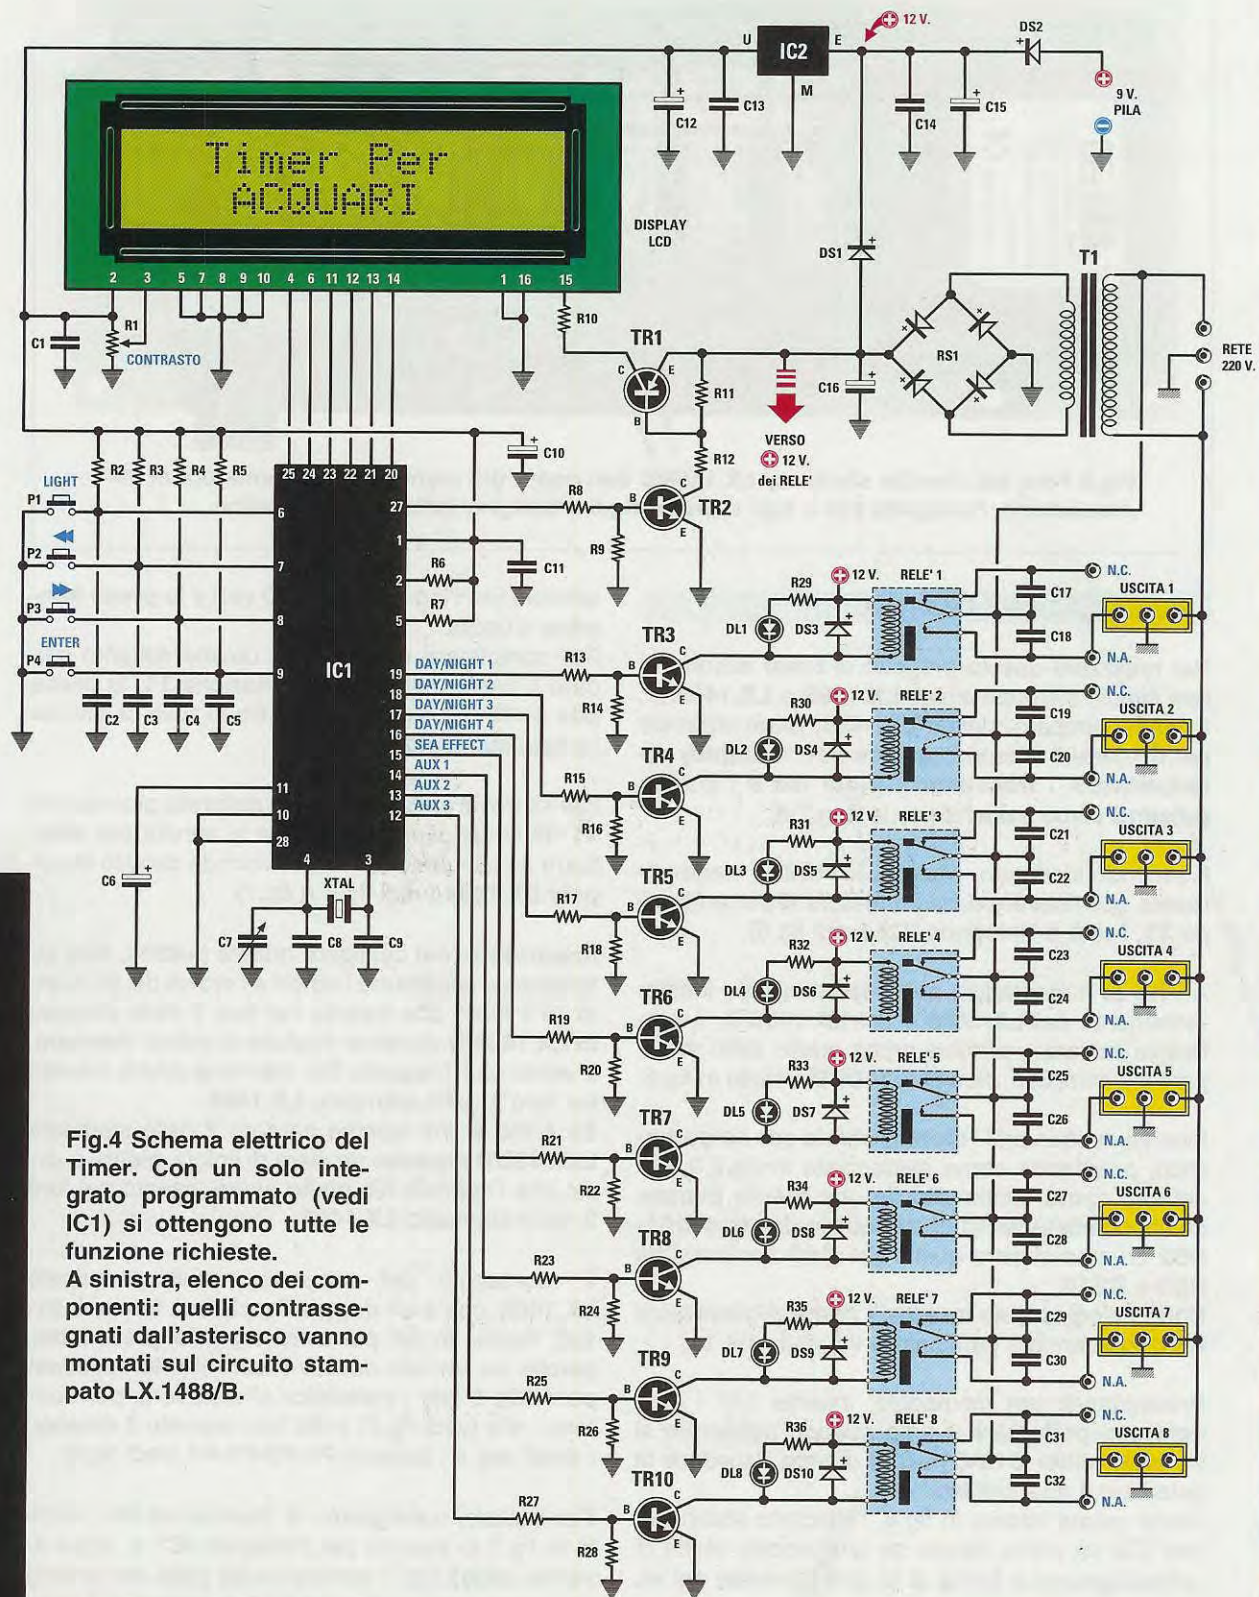 U
IC2
E
M
12 V.
DS2
C12
C13
C14
C15
9 V.
PILA
Timer Per
ACQUARI
DISPLAY
LCD
2 3 5 7 8 9 10 4 6 11 12 13 14 1 16 15
C1
R1
CONTRASTO
R10
TR1
C
E
B
R11
R12
DS1
C16
VERSO
12 V.
dei RELE'
RS1
T1
RETE
220 V.
R2
R3
R4
R5
C10
LIGHT
P1
P2
P3
ENTER
P4
25 24 23 22 21 20
6
7
8
9
27
1
2
5
IC1
19
18
17
16
15
14
13
12
11
10
28
4
3
R6
R7
C11
R8
R9
B
C
E
TR2
DAY/NIGHT 1
DAY/NIGHT 2
DAY/NIGHT 3
DAY/NIGHT 4
SEA EFFECT
AUX 1
AUX 2
AUX 3
C2
C3
C4
C5
C6
XTAL
C7
C8
C9
R13
R14
TR3
B
C
E
R29
DL1
DS3
12 V.
RELE' 1
C17
C18
N.C.
USCITA 1
N.A.
R15
R16
TR4
B
C
E
R30
DL2
DS4
12 V.
RELE' 2
C19
C20
N.C.
USCITA 2
N.A.
R17
R18
TR5
B
C
E
R31
DL3
DS5
12 V.
RELE' 3
C21
C22
N.C.
USCITA 3
N.A.
R19
R20
TR6
B
C
E
R32
DL4
DS6
12 V.
RELE' 4
C23
C24
N.C.
USCITA 4
N.A.
R21
R22
TR7
B
C
E
R33
DL5
DS7
12 V.
RELE' 5
C25
C26
N.C.
USCITA 5
N.A.
R23
R24
TR8
B
C
E
R34
DL6
DS8
12 V.
RELE' 6
C27
C28
N.C.
USCITA 6
N.A.
R25
R26
TR9
B
C
E
R35
DL7
DS9
12 V.
RELE' 7
C29
C30
N.C.
USCITA 7
N.A.
R27
R28
TR10
B
C
E
R36
DL8
DS10
12 V.
RELE' 8
C31
C32
N.C.
USCITA 8
N.A.
Fig.4 Schema elettrico del
Timer. Con un solo inte-
grato programmato (vedi
IC1) si ottengono tutte le
funzione richieste.
A sinistra, elenco dei com-
ponenti: quelli contrasse-
gnati dall'asterisco vanno
montati sul circuito stam-
pato LX.1488/B.